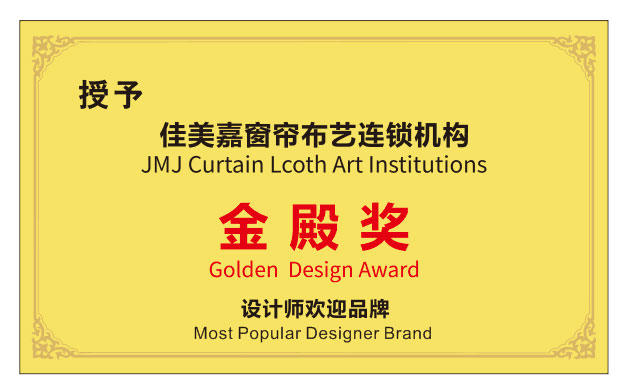 授予
佳美嘉窗帘布艺连锁机构
JMJ Curtain Lcoth Art Institutions
金殿奖
Golden Design Award
设计师欢迎品牌
Most Popular Designer Brand